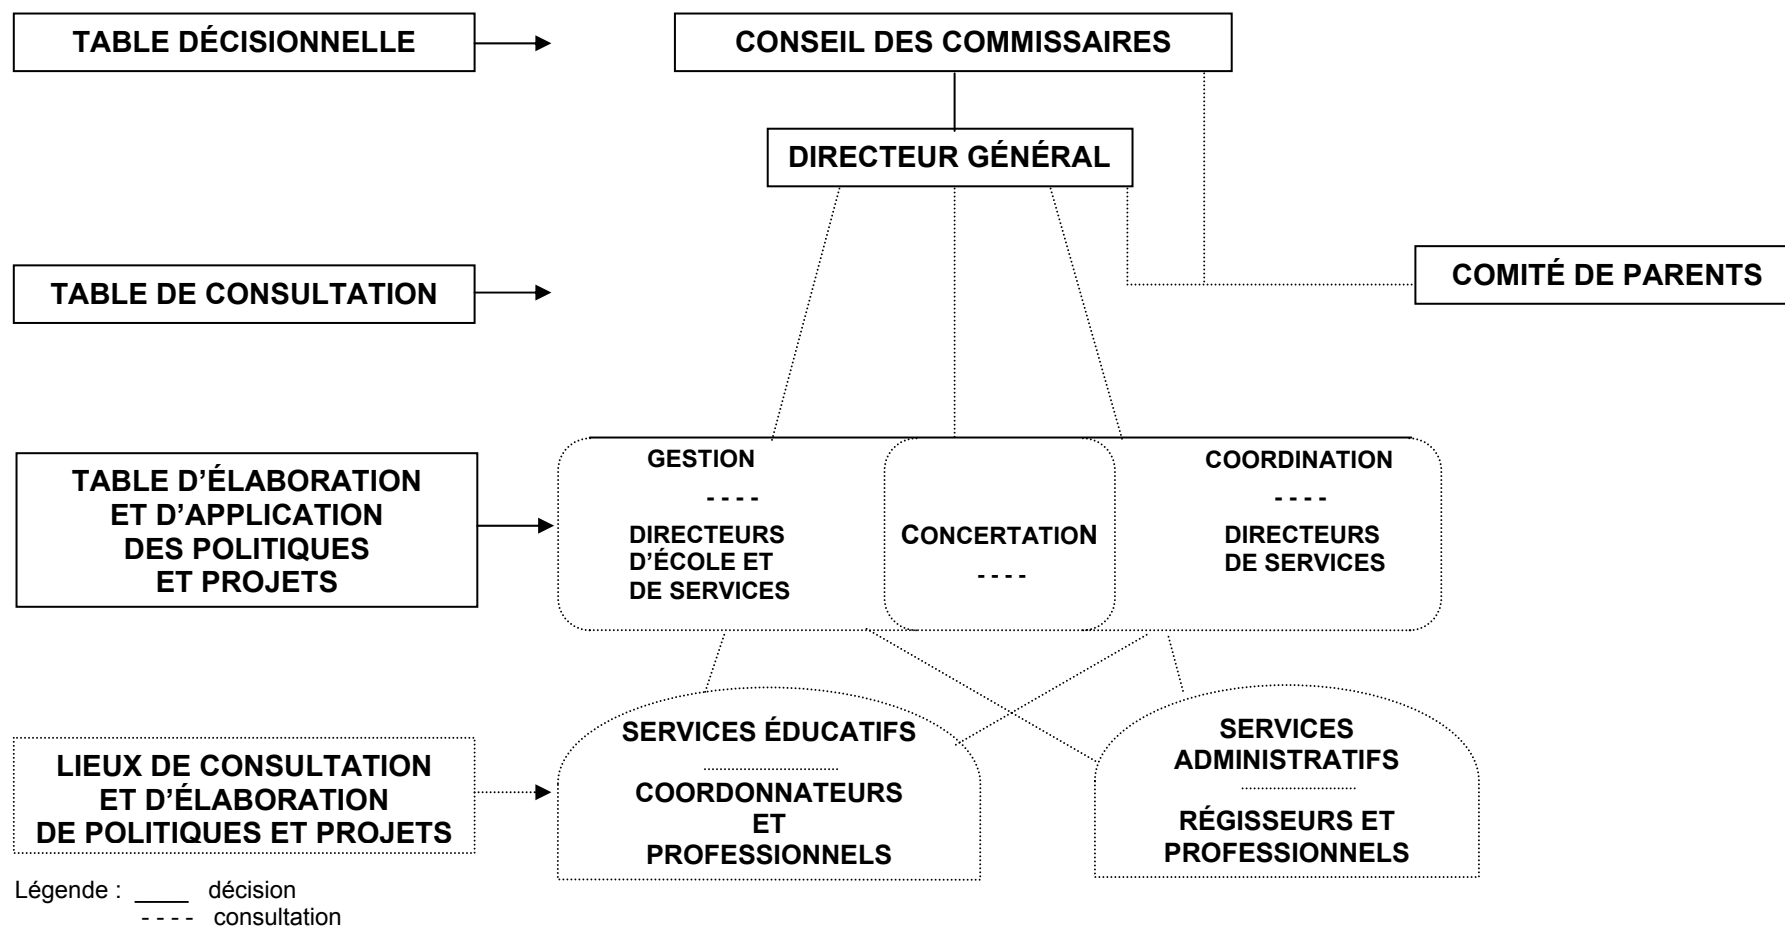 TABLE DÉCISIONNELLE
CONSEIL DES COMMISSAIRES
DIRECTEUR GÉNÉRAL
TABLE DE CONSULTATION
COMITÉ DE PARENTS
TABLE D’ÉLABORATION
ET D’APPLICATION
DES POLITIQUES
ET PROJETS
GESTION
- - - -
DIRECTEURS
D’ÉCOLE ET
DE SERVICES
CONCERTATION
- - - -
COORDINATION
- - - -
DIRECTEURS
DE SERVICES
LIEUX DE CONSULTATION
ET D’ÉLABORATION
DE POLITIQUES ET PROJETS
SERVICES ÉDUCATIFS
COORDONNATEURS
ET
PROFESSIONNELS
SERVICES
ADMINISTRATIFS
RÉGISSEURS ET
PROFESSIONNELS
Légende : ____ décision
- - - - consultation